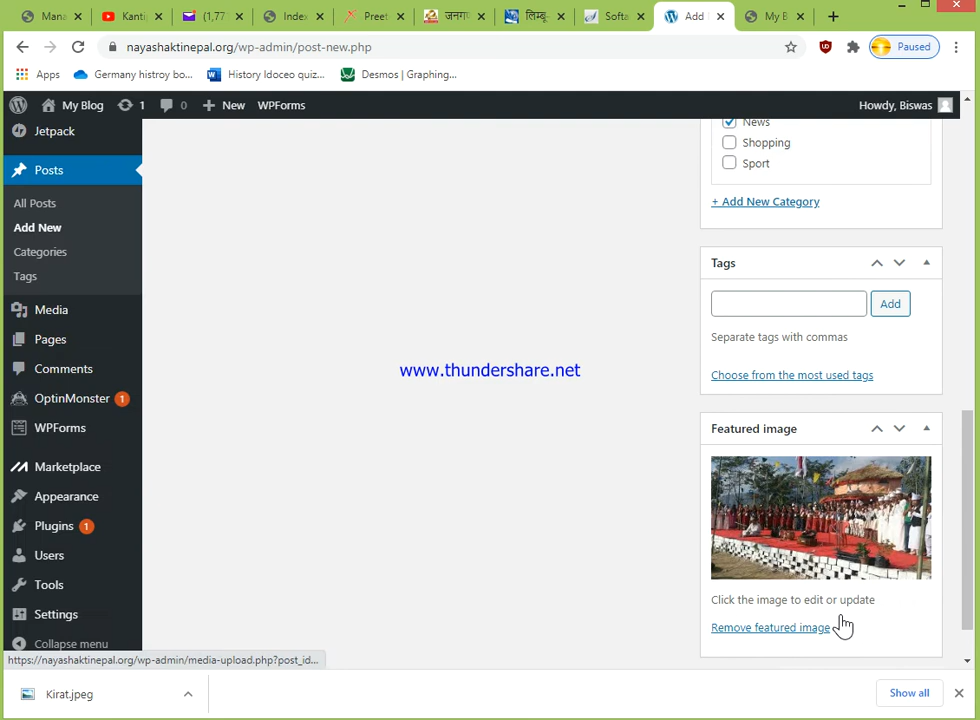 Mana
Kanti
(1,77
Index
Preet
जनगण
लिम्बू
Softa
Add
My B
nayashaktinepal.org/wp-admin/post-new.php
Paused
Apps
Germany histroy bo...
History Idoceo quiz...
Desmos | Graphing...
My Blog
1
0
New
WPForms
Howdy, Biswas
Jetpack
Posts
All Posts
Add New
Categories
Tags
Media
Pages
Comments
OptinMonster 1
WPForms
Marketplace
Appearance
Plugins 1
Users
Tools
Settings
Collapse menu
News
Shopping
Sport
+ Add New Category
Tags
Add
Separate tags with commas
Choose from the most used tags
www.thundershare.net
Featured image
Click the image to edit or update
Remove featured image
https://nayashaktinepal.org/wp-admin/media-upload.php?post_id...
Kirat.jpeg
Show all